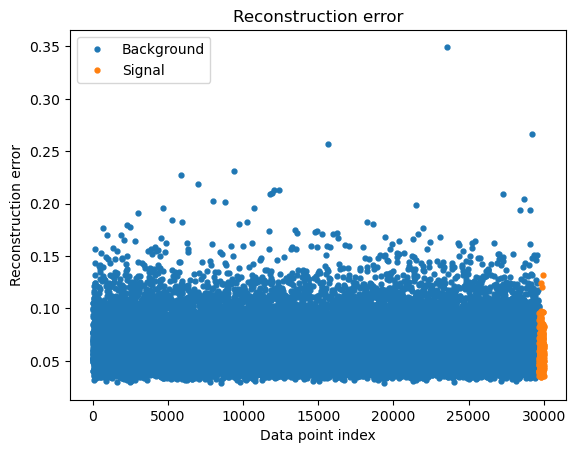 Reconstruction error
Background
Signal
Reconstruction error
0.35
0.30
0.25
0.20
0.15
0.10
0.05
0
5000
10000
15000
20000
25000
30000
Data point index